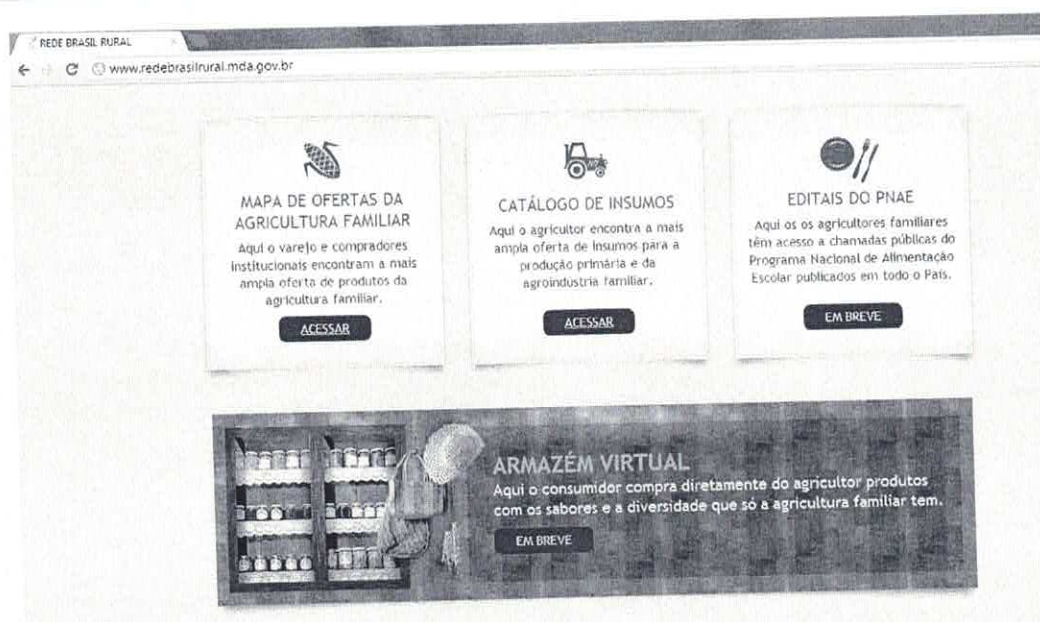 REDE BRASIL RURAL
www.redebrasilrural.mda.gov.br
MAPA DE OFERTAS DA
AGRICULTURA FAMILIAR
Aqui o varejo e compradores
institucionais encontram a mais
ampla oferta de produtos da
agricultura familiar.
ACESSAR
CATÁLOGO DE INSUMOS
Aqui o agricultor encontra a mais
ampla oferta de insumos para a
produção primária e da
agroindústria familiar.
ACESSAR
EDITAIS DO PNAE
Aqui os os agricultores familiares
têm acesso a chamadas públicas do
Programa Nacional de Alimentação
Escolar publicados em todo o País.
EM BREVE
ARMAZÉM VIRTUAL
Aqui o consumidor compra diretamente do agricultor produtos
com os sabores e a diversidade que só a agricultura familiar tem.
EM BREVE